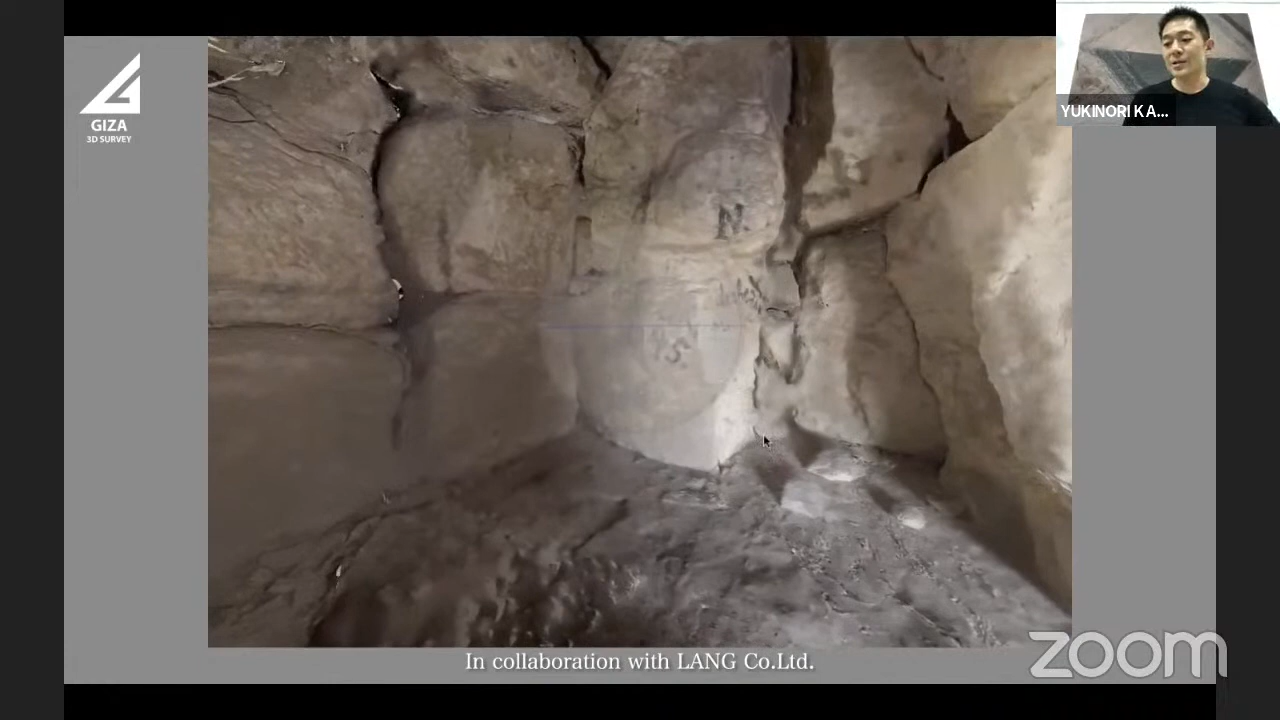 GIZA
3D SURVEY
YUKINORI KA...
N
In collaboration with LANG Co.Ltd.
zoom